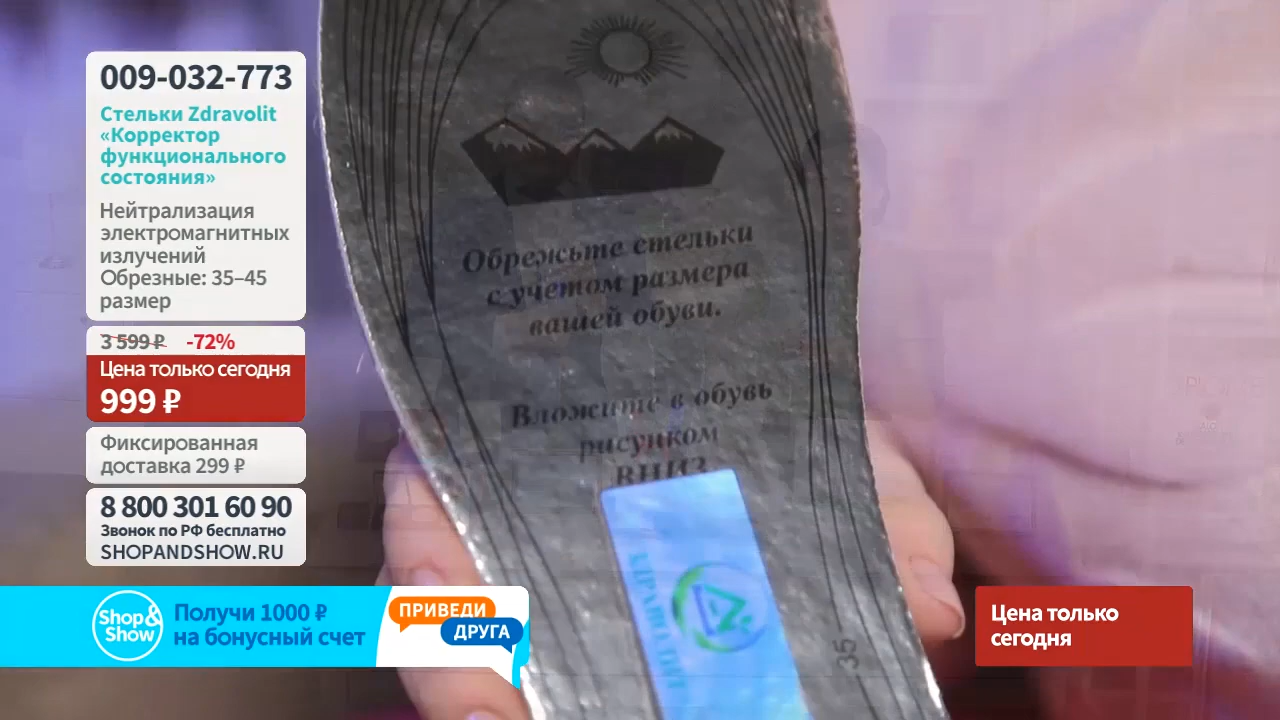 009-032-773
Стельки Zdravolit
«Корректор
функционального
состояния»
Нейтрализация
электромагнитных
излучений
Обрезные: 35–45
размер
3 599 ₽ -72%
Цена только сегодня
999 ₽
Фиксированная
доставка 299 ₽
8 800 301 60 90
Звонок по РФ бесплатно
SHOPANDSHOW.RU
Shop&
Show
Получи 1000 ₽
на бонусный счет
ПРИВЕДИ
ДРУГА
Обрежьте стельки
с учетом размера
вашей обуви.
Вложите в обувь
рисунком
ВНИЗ
35
Цена только
сегодня